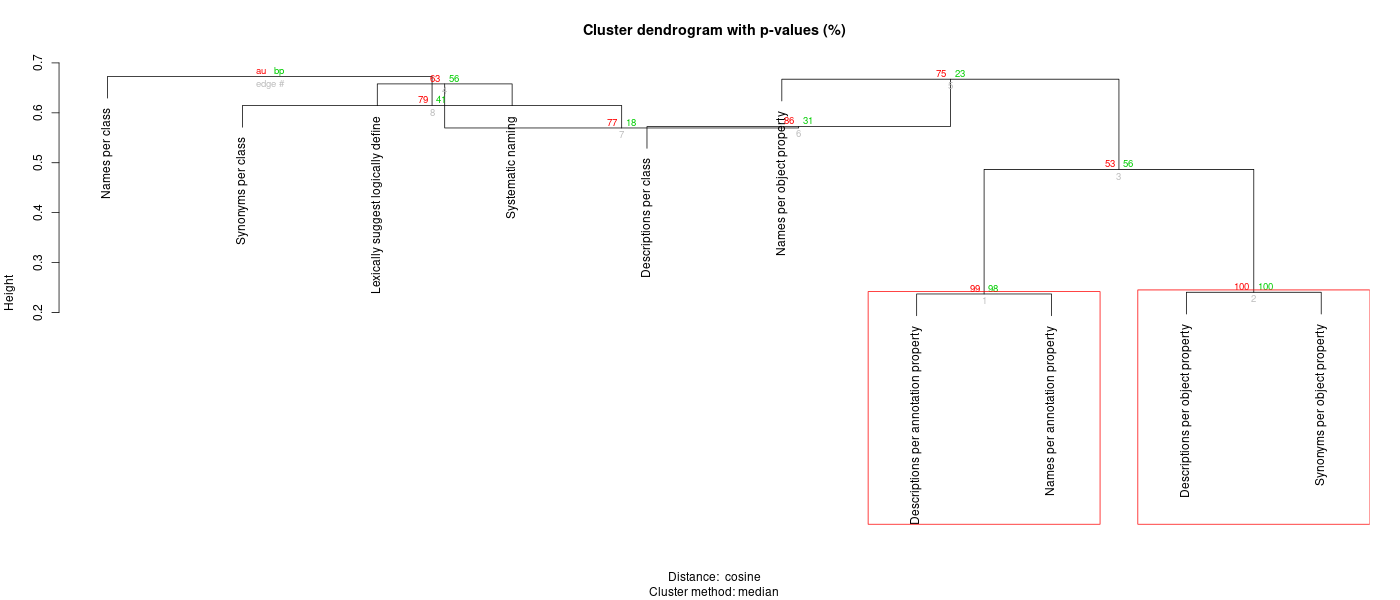 Cluster dendrogram with p-values (%)
Height
0.2
0.3
0.4
0.5
0.6
0.7
au bp
edge #
63 56
79 41
8
77 18
7
86 31
6
75 23
5
53 56
3
99 98
1
100 100
2
Names per class
Synonyms per class
Lexically suggest logically define
Systematic naming
Descriptions per class
Names per object property
Descriptions per annotation property
Names per annotation property
Descriptions per object property
Synonyms per object property
Distance: cosine
Cluster method: median